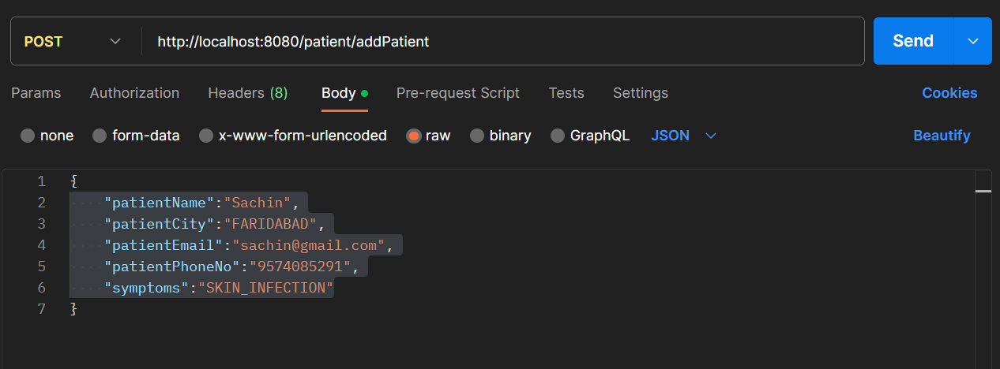 POST http://localhost:8080/patient/addPatient Send
Params Authorization Headers (8) Body Pre-request Script Tests Settings Cookies
none form-data x-www-form-urlencoded raw binary GraphQL JSON Beautify
1 {
2 "patientName":"Sachin",
3 "patientCity":"FARIDABAD",
4 "patientEmail":"sachin@gmail.com",
5 "patientPhoneNo":"9574085291",
6 "symptoms":"SKIN_INFECTION"
7 }